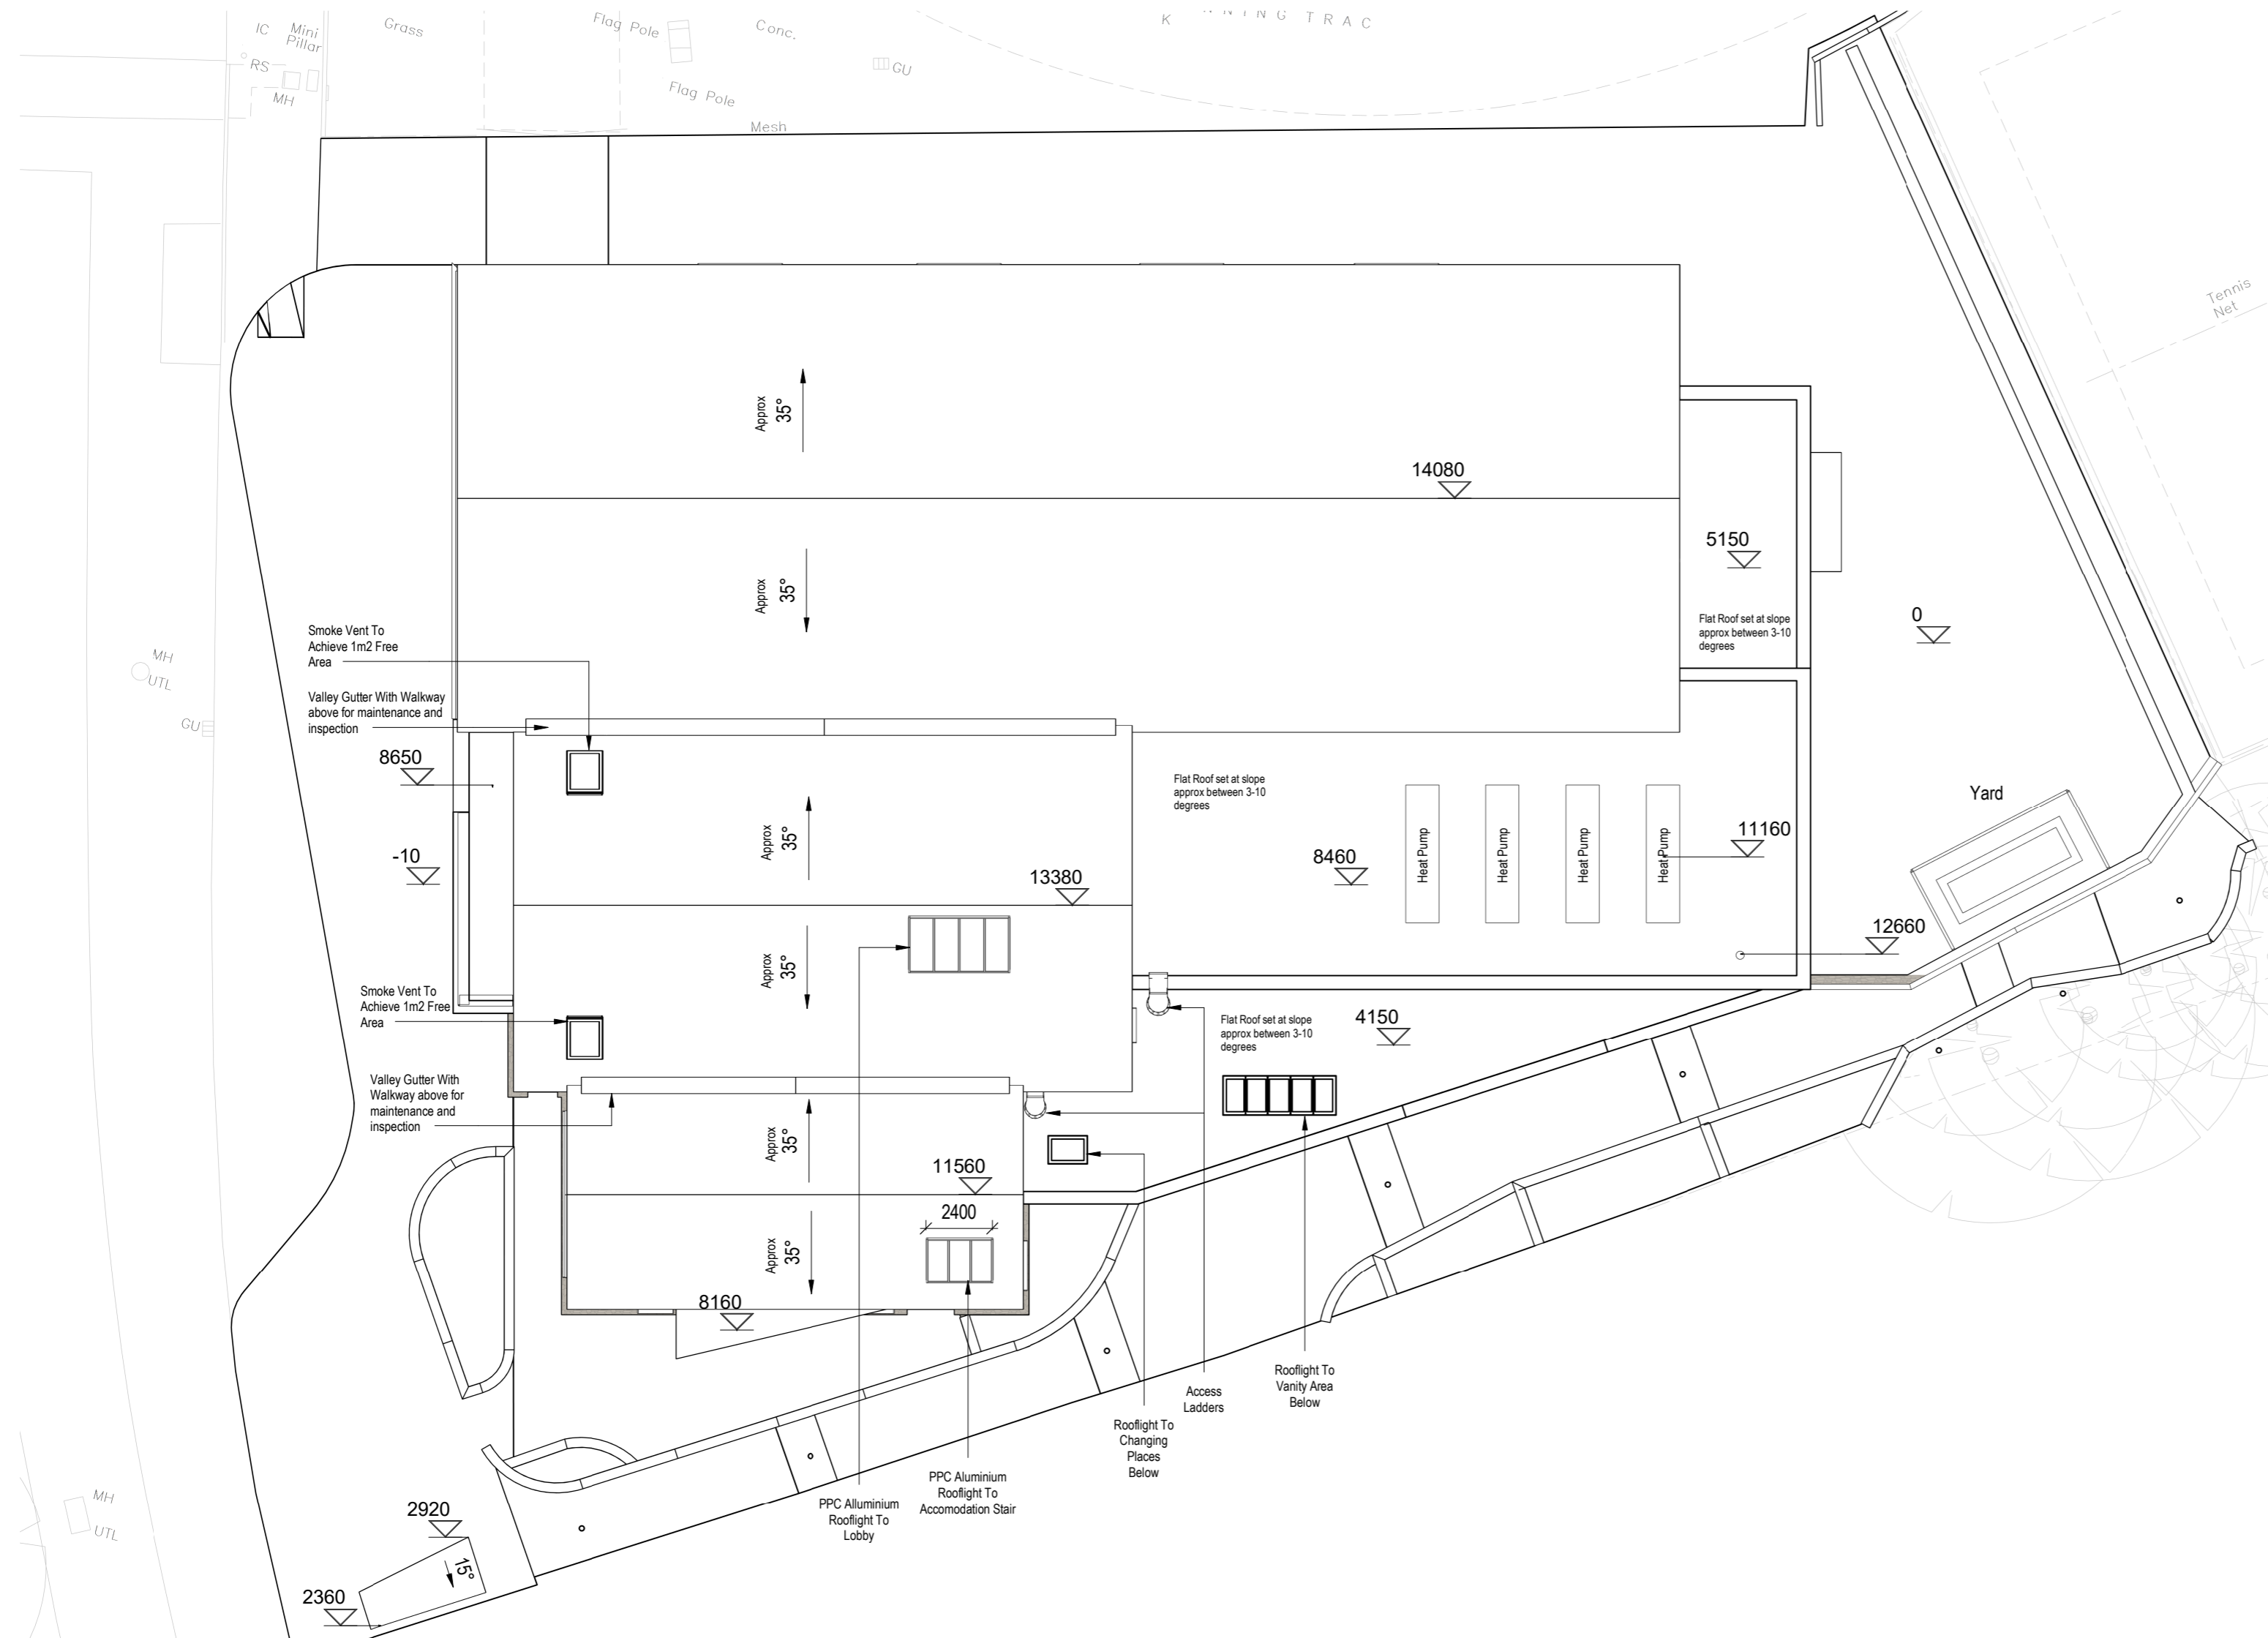 IC
Mini
Pillar
Grass
Flag Pole
Conc.
K
N I N G T R A C
RS
MH
GU
Flag Pole
Mesh
Tennis
Net
Approx
35°
14080
5150
Approx
35°
Flat Roof set at slope
approx between 3-10
degrees
0
Smoke Vent To
Achieve 1m2 Free
Area
MH
UTL
GU
Valley Gutter With Walkway
above for maintenance and
inspection
8650
Flat Roof set at slope
approx between 3-10
degrees
Yard
Approx
35°
-10
8460
Heat Pump
Heat Pump
Heat Pump
Heat Pump
11160
13380
12660
Approx
35°
Smoke Vent To
Achieve 1m2 Free
Area
Flat Roof set at slope
approx between 3-10
degrees
4150
Valley Gutter With
Walkway above for
maintenance and
inspection
Approx
35°
11560
2400
Approx
35°
8160
Rooflight To
Vanity Area
Below
Access
Ladders
Rooflight To
Changing
Places
Below
PPC Aluminium
Rooflight To
Accomodation Stair
PPC Alluminium
Rooflight To
Lobby
MH
UTL
2920
15°
2360